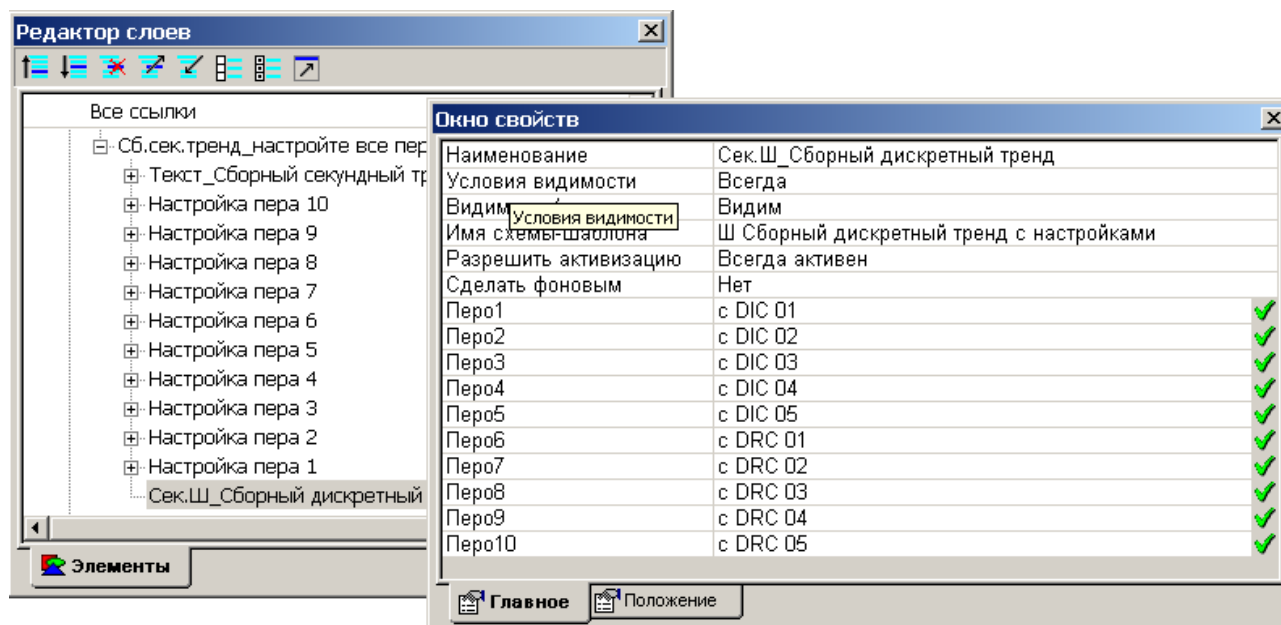 Редактор слоев
Все ссылки
Сб.сек.тренд_настройте все пер
Текст_Сборный секундный тр
Настройка пера 10
Настройка пера 9
Настройка пера 8
Настройка пера 7
Настройка пера 6
Настройка пера 5
Настройка пера 4
Настройка пера 3
Настройка пера 2
Настройка пера 1
Сек.Ш_Сборный дискретный
Элементы
Окно свойств
Наименование Сек.Ш_Сборный дискретный тренд
Условия видимости Всегда
Видим Видим
Условия видимости
Имя схемы-шаблона Ш Сборный дискретный тренд с настройками
Разрешить активизацию Всегда активен
Сделать фоновым Нет
Перо1 с DIC 01
Перо2 с DIC 02
Перо3 с DIC 03
Перо4 с DIC 04
Перо5 с DIC 05
Перо6 с DRC 01
Перо7 с DRC 02
Перо8 с DRC 03
Перо9 с DRC 04
Перо10 с DRC 05
Главное Положение